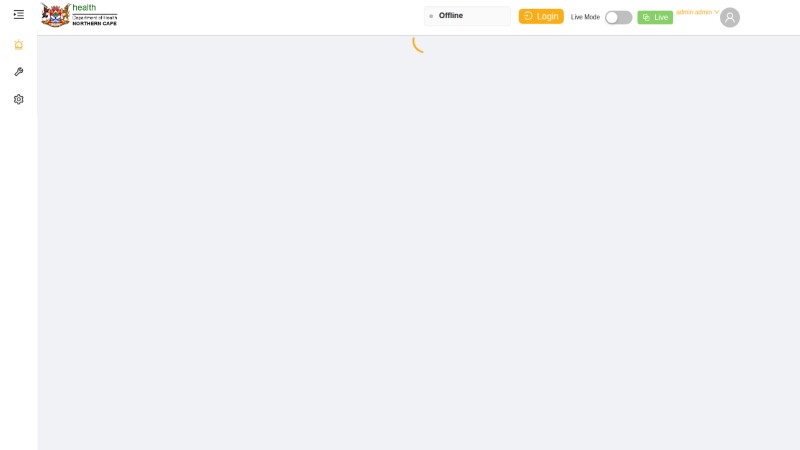 health
Department of Health
NORTHERN CAPE
Offline
Login
Live Mode
Live
admin admin